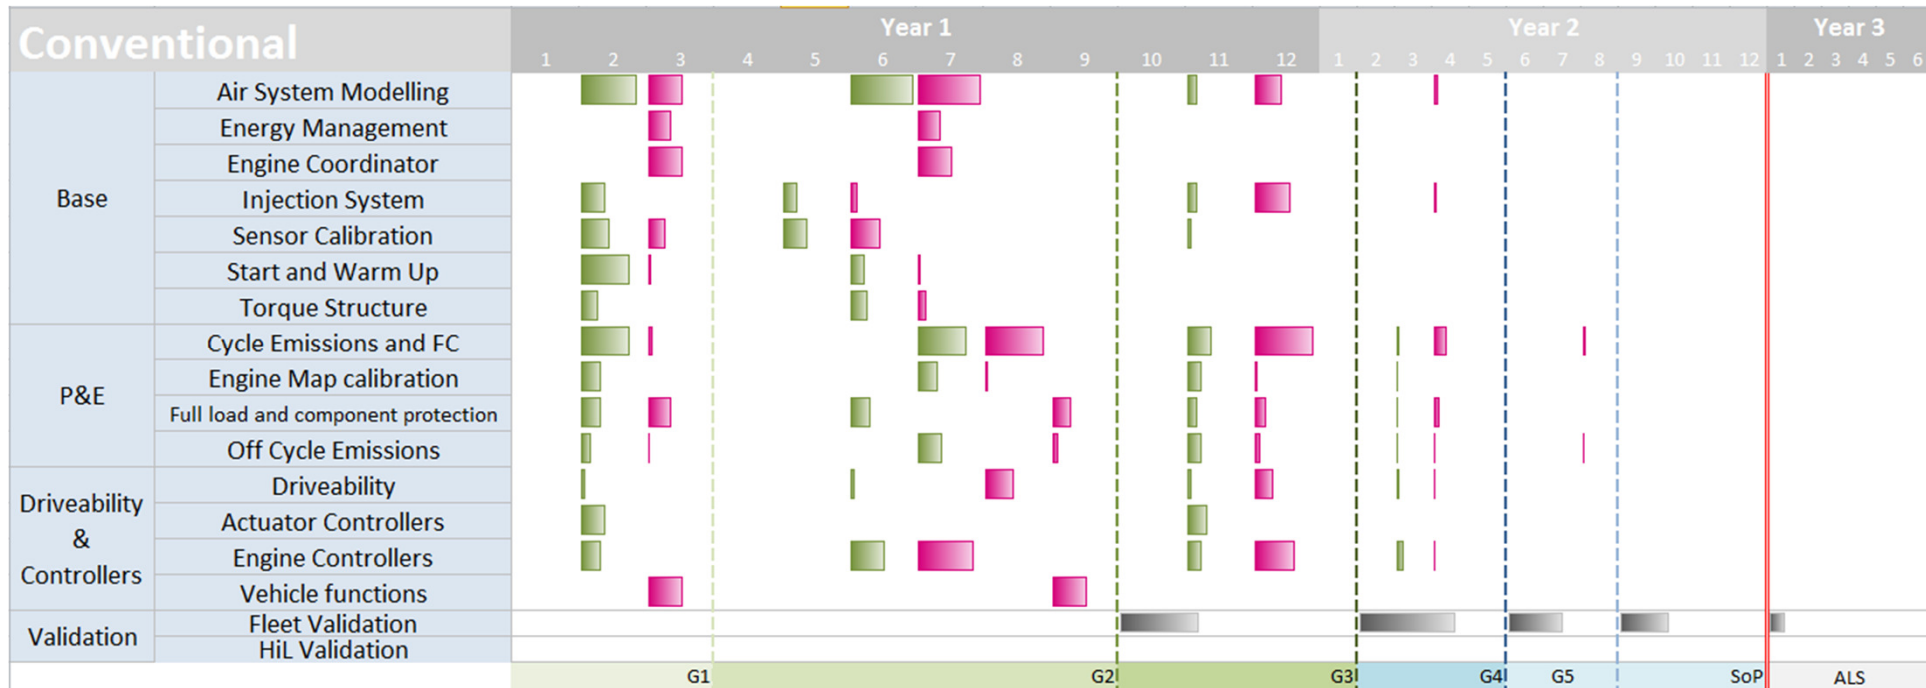 Conventional
Year 1
Year 2
Year 3
1 2 3 4 5 6 7 8 9 10 11 12 1 2 3 4 5 6 7 8 9 10 11 12 1 2 3 4 5 6
Base
Air System Modelling
Energy Management
Engine Coordinator
Injection System
Sensor Calibration
Start and Warm Up
Torque Structure
P&E
Cycle Emissions and FC
Engine Map calibration
Full load and component protection
Off Cycle Emissions
Driveability
&
Controllers
Driveability
Actuator Controllers
Engine Controllers
Vehicle functions
Validation
Fleet Validation
HiL Validation
G1 G2 G3 G4 G5 SoP ALS